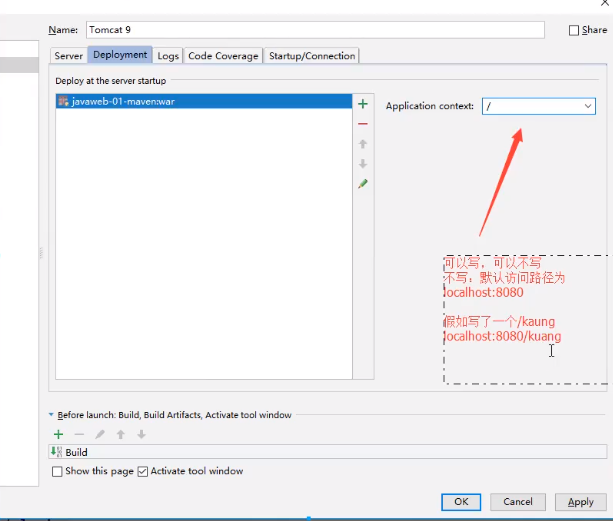 Name: Tomcat 9
Share
Server Deployment Logs Code Coverage Startup/Connection
Deploy at the server startup
javaweb-01-maven:war
Application context: /
可以写，可以不写
不写：默认访问路径为
localhost:8080
假如写了一个/kaung
localhost:8080/kuang
Before launch: Build, Build Artifacts, Activate tool window
Build
Show this page Activate tool window
OK Cancel Apply